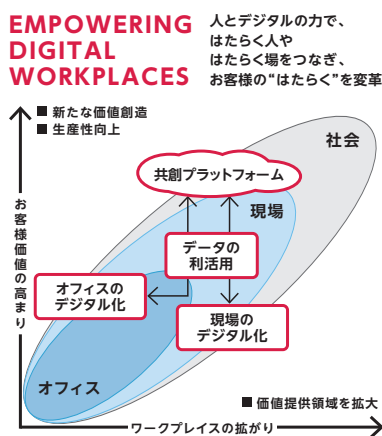 EMPOWERING
DIGITAL
WORKPLACES
人とデジタルの力で、
はたらく人や
はたらく場をつなぎ、
お客様の“はたらく”を変革
■ 新たな価値創造
■ 生産性向上
社会
共創プラットフォーム
現場
お客様価値の高まり
データの
利活用
オフィスの
デジタル化
現場の
デジタル化
オフィス
■ 価値提供領域を拡大
ワークプレイスの拡がり